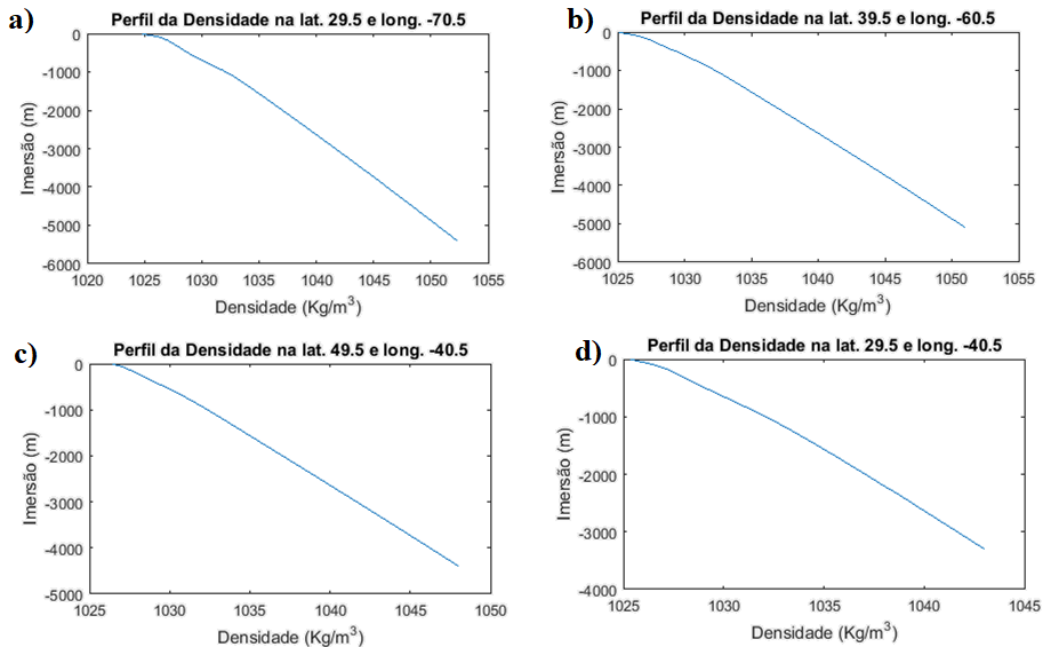 a)
Perfil da Densidade na lat. 29.5 e long. -70.5
0
-1000
-2000
-3000
-4000
-5000
-6000
Imersão (m)
1020 1025 1030 1035 1040 1045 1050 1055
Densidade (Kg/m³)
b)
Perfil da Densidade na lat. 39.5 e long. -60.5
0
-1000
-2000
-3000
-4000
-5000
-6000
Imersão (m)
1025 1030 1035 1040 1045 1050 1055
Densidade (Kg/m³)
c)
Perfil da Densidade na lat. 49.5 e long. -40.5
0
-1000
-2000
-3000
-4000
-5000
Imersão (m)
1025 1030 1035 1040 1045 1050
Densidade (Kg/m³)
d)
Perfil da Densidade na lat. 29.5 e long. -40.5
0
-1000
-2000
-3000
-4000
Imersão (m)
1025 1030 1035 1040 1045
Densidade (Kg/m³)